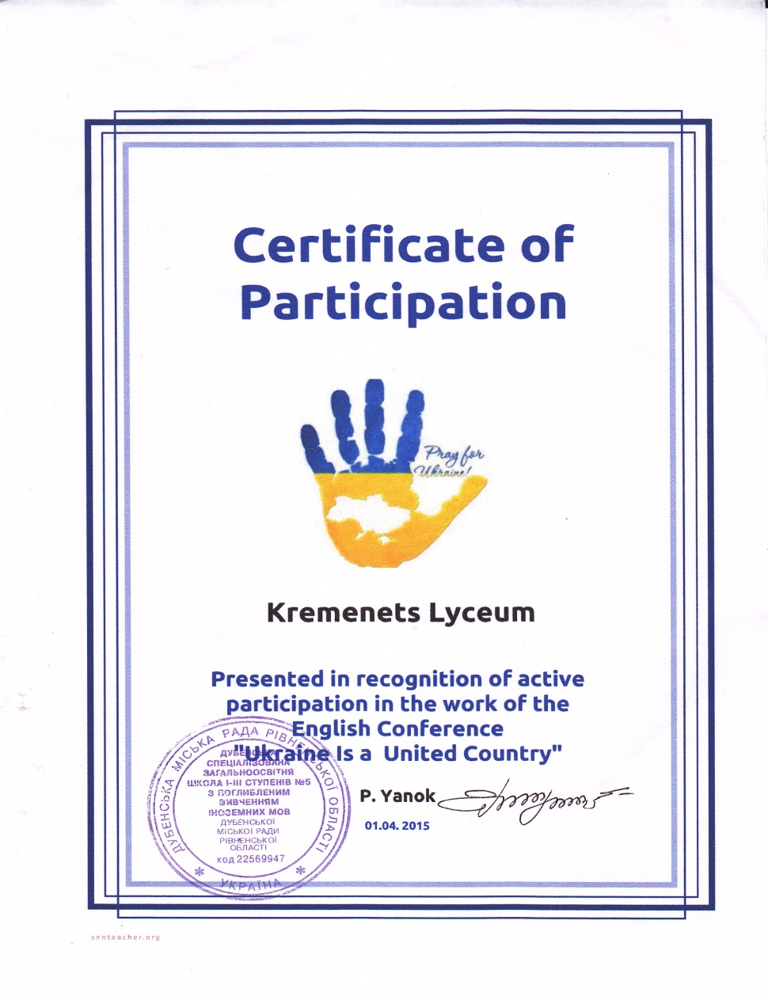 Certificate of
Participation
Pray for
Ukraine!
Kremenets Lyceum
Presented in recognition of active
participation in the work of the
English Conference
"Ukraine Is a United Country"
P. Yanok
01.04. 2015
ДУБЕНСЬКА МІСЬКА РАДА РІВНЕНСЬКОЇ ОБЛАСТІ
ДУБЕНСЬКА
СПЕЦІАЛІЗОВАНА
ЗАГАЛЬНООСВІТНЯ
ШКОЛА І-ІІІ СТУПЕНІВ №5
З ПОГЛИБЛЕНИМ
ВИВЧЕННЯМ
ІНОЗЕМНИХ МОВ
ДУБЕНСЬКОЇ
МІСЬКОЇ РАДИ
РІВНЕНСЬКОЇ
ОБЛАСТІ
код 22569947
* УКРАЇНА *
senteacher.org